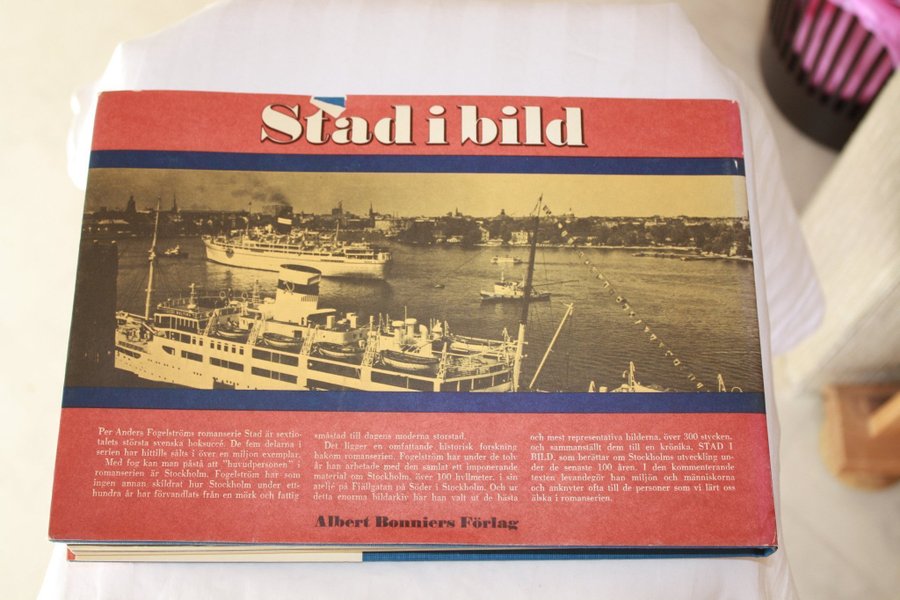 Stad i bild
Per Anders Fogelströms romanserie Stad är sextio-
talets största svenska boksuccé. De fem delarna i
serien har hittills sålts i över en miljon exemplar.
Med fog kan man påstå att "huvudpersonen" i
romanserien är Stockholm. Fogelström har som
ingen annan skildrat hur Stockholm under ett-
hundra år har förvandlats från en mörk och fattig
småstad till dagens moderna storstad.
Det ligger en omfattande historisk forskning
bakom romanserien. Fogelström har under de tolv
år han arbetade med den samlat ett imponerande
material om Stockholm, över 100 hyllmeter, i sin
ateljé på Fjällgatan på Söder i Stockholm. Och ur
detta enorma bildarkiv har han valt ut de bästa
och mest representativa bilderna, över 300 stycken,
och sammanställt dem till en krönika, STAD I
BILD, som berättar om Stockholms utveckling un-
der de senaste 100 åren. I den kommenterande
texten levandegör han miljön och människorna
och anknyter ofta till de personer som vi lärt oss
älska i romanserien.
Albert Bonniers Förlag